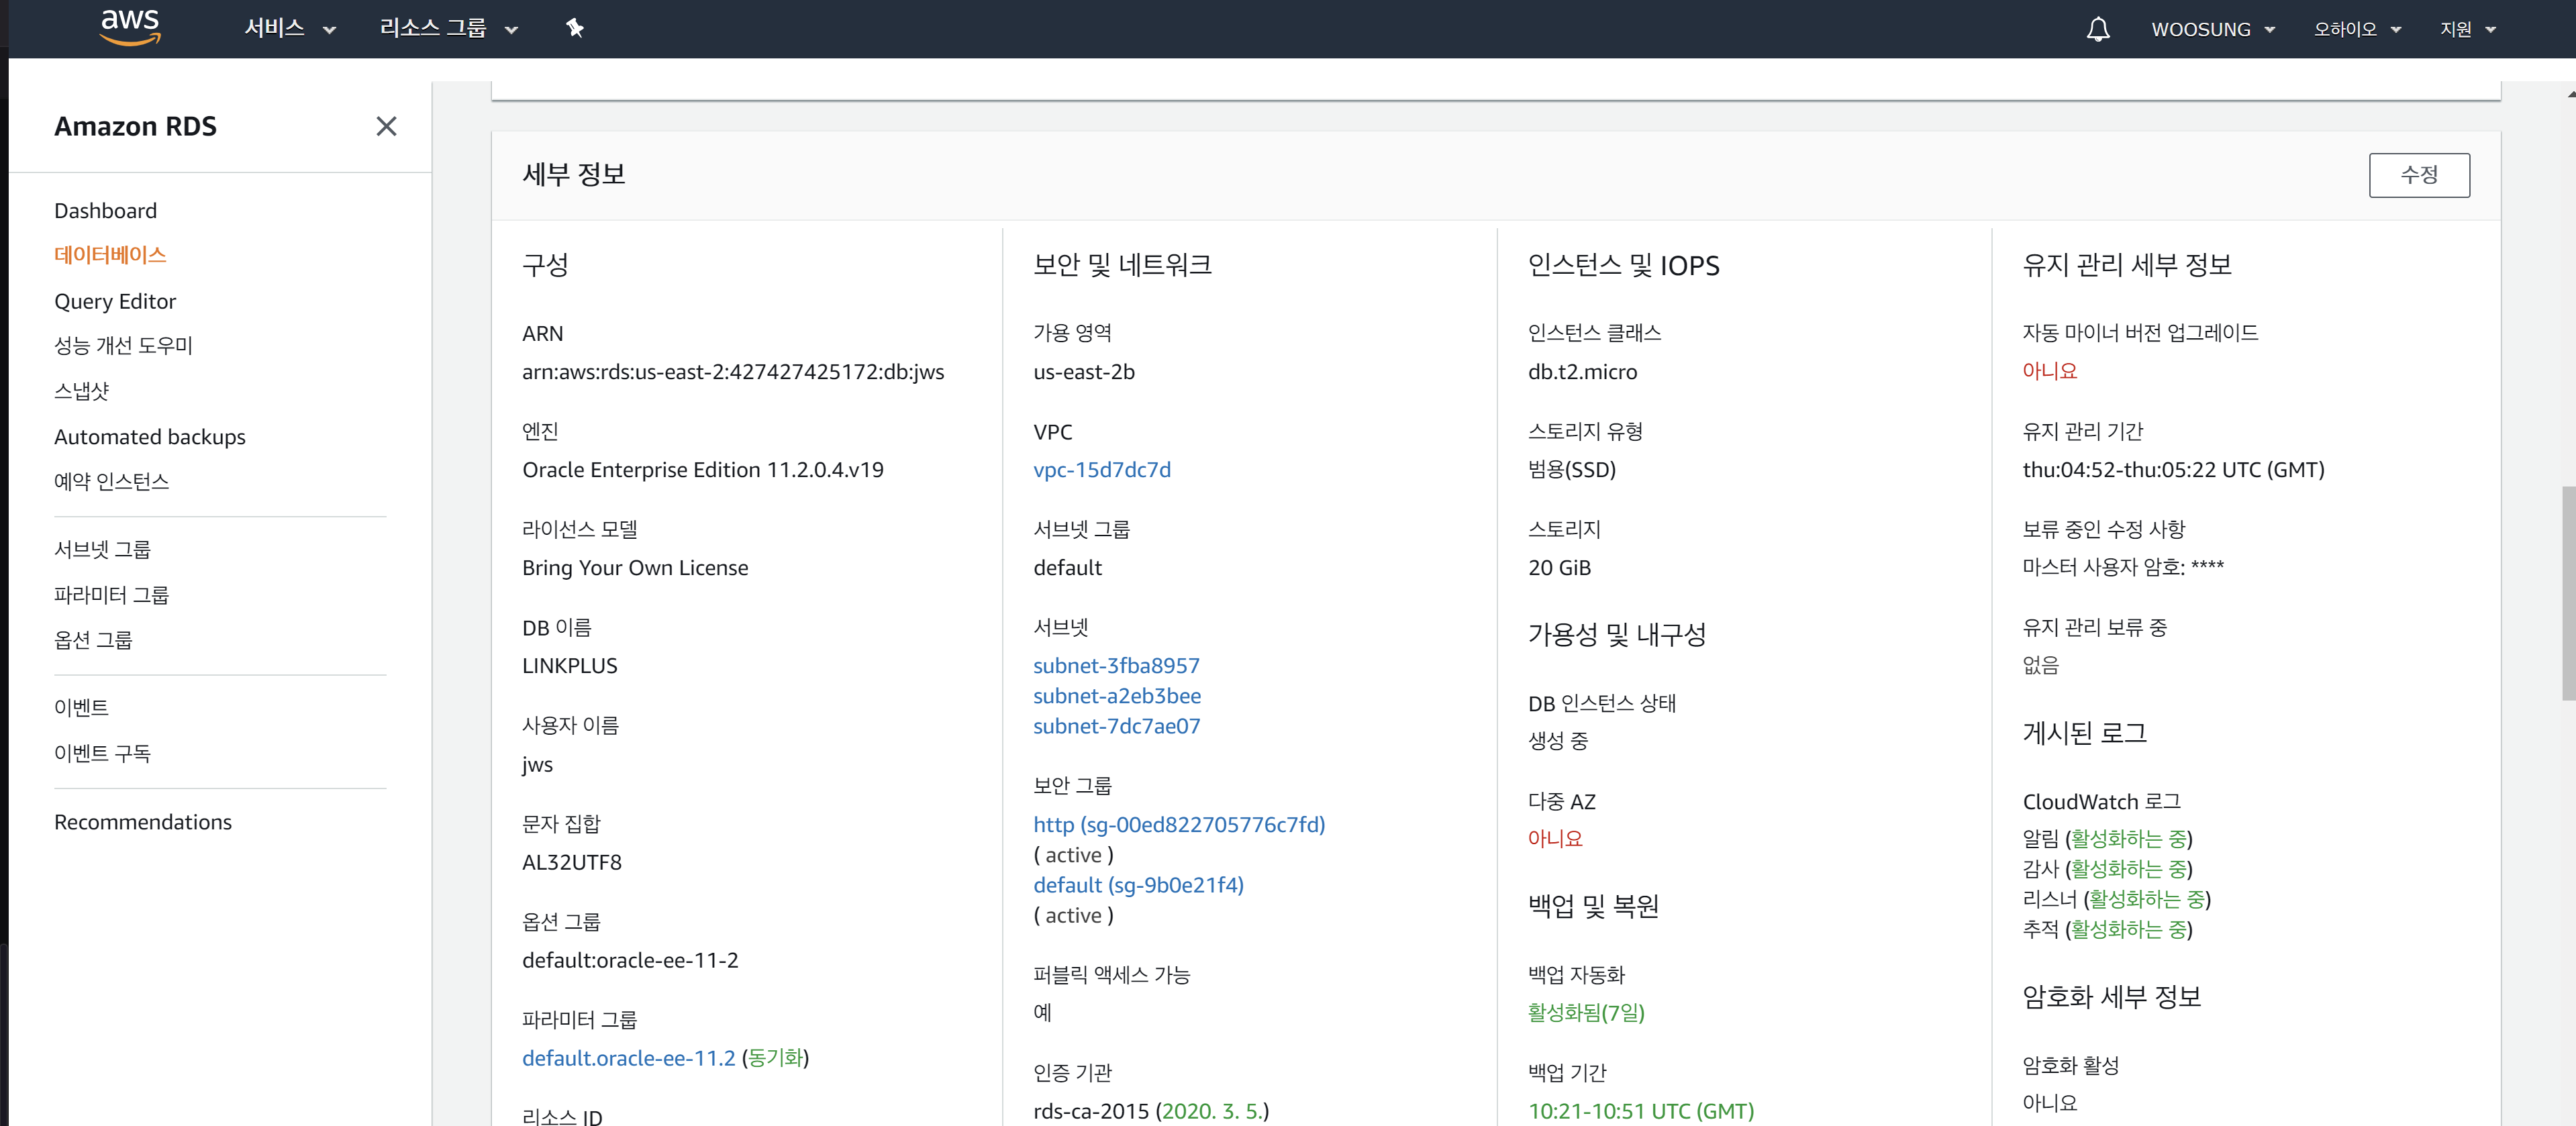 aws
서비스
리소스 그룹
WOOSUNG
오하이오
지원
Amazon RDS
Dashboard
데이터베이스
Query Editor
성능 개선 도우미
스냅샷
Automated backups
예약 인스턴스
서브넷 그룹
파라미터 그룹
옵션 그룹
이벤트
이벤트 구독
Recommendations
세부 정보
수정
구성
ARN
arn:aws:rds:us-east-2:427427425172:db:jws
엔진
Oracle Enterprise Edition 11.2.0.4.v19
라이선스 모델
Bring Your Own License
DB 이름
LINKPLUS
사용자 이름
jws
문자 집합
AL32UTF8
옵션 그룹
default:oracle-ee-11-2
파라미터 그룹
default.oracle-ee-11.2 (동기화)
리소스 ID
보안 및 네트워크
가용 영역
us-east-2b
VPC
vpc-15d7dc7d
서브넷 그룹
default
서브넷
subnet-3fba8957
subnet-a2eb3bee
subnet-7dc7ae07
보안 그룹
http (sg-00ed822705776c7fd)
( active )
default (sg-9b0e21f4)
( active )
퍼블릭 액세스 가능
예
인증 기관
rds-ca-2015 (2020. 3. 5.)
인스턴스 및 IOPS
인스턴스 클래스
db.t2.micro
스토리지 유형
범용(SSD)
스토리지
20 GiB
가용성 및 내구성
DB 인스턴스 상태
생성 중
다중 AZ
아니요
백업 및 복원
백업 자동화
활성화됨(7일)
백업 기간
10:21-10:51 UTC (GMT)
유지 관리 세부 정보
자동 마이너 버전 업그레이드
아니요
유지 관리 기간
thu:04:52-thu:05:22 UTC (GMT)
보류 중인 수정 사항
마스터 사용자 암호: ****
유지 관리 보류 중
없음
게시된 로그
CloudWatch 로그
알림 (활성화하는 중)
감사 (활성화하는 중)
리스너 (활성화하는 중)
추적 (활성화하는 중)
암호화 세부 정보
암호화 활성
아니요